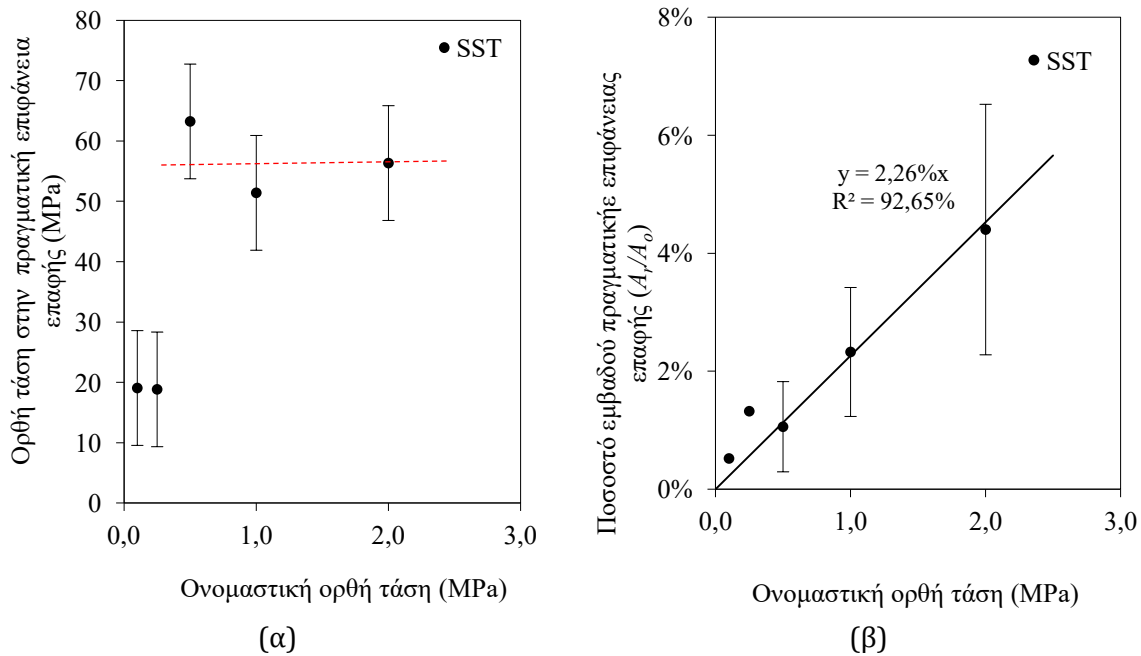 Ορθή τάση στην πραγματική επιφάνεια
επαφής (MPa)
80
70
60
50
40
30
20
10
0
0,0
1,0
2,0
3,0
SST
Ονομαστική ορθή τάση (MPa)
(α)
Ποσοστό εμβαδού πραγματικήε επιφάνειας
επαφής (Aᵣ/Aₒ)
8%
6%
4%
2%
0%
0,0
1,0
2,0
3,0
SST
y = 2,26%x
R² = 92,65%
Ονομαστική ορθή τάση (MPa)
(β)